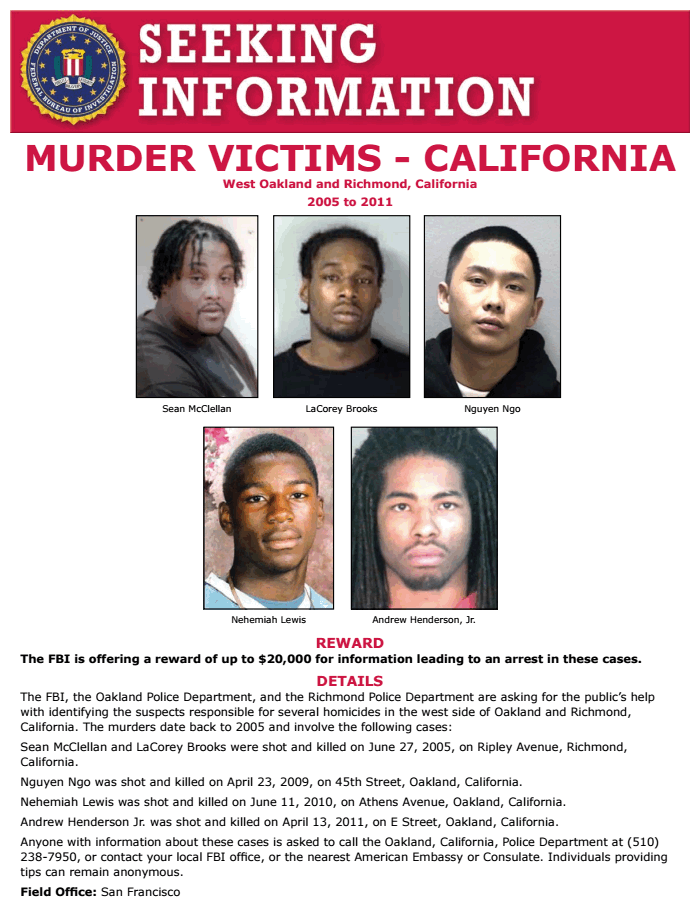 DEPARTMENT OF JUSTICE
FEDERAL BUREAU OF INVESTIGATION
SEEKING
INFORMATION
MURDER VICTIMS - CALIFORNIA
West Oakland and Richmond, California
2005 to 2011
Sean McClellan
LaCorey Brooks
Nguyen Ngo
Nehemiah Lewis
Andrew Henderson, Jr.
REWARD
The FBI is offering a reward of up to $20,000 for information leading to an arrest in these cases.
DETAILS
The FBI, the Oakland Police Department, and the Richmond Police Department are asking for the public's help
with identifying the suspects responsible for several homicides in the west side of Oakland and Richmond,
California. The murders date back to 2005 and involve the following cases:
Sean McClellan and LaCorey Brooks were shot and killed on June 27, 2005, on Ripley Avenue, Richmond,
California.
Nguyen Ngo was shot and killed on April 23, 2009, on 45th Street, Oakland, California.
Nehemiah Lewis was shot and killed on June 11, 2010, on Athens Avenue, Oakland, California.
Andrew Henderson Jr. was shot and killed on April 13, 2011, on E Street, Oakland, California.
Anyone with information about these cases is asked to call the Oakland, California, Police Department at (510)
238-7950, or contact your local FBI office, or the nearest American Embassy or Consulate. Individuals providing
tips can remain anonymous.
Field Office: San Francisco